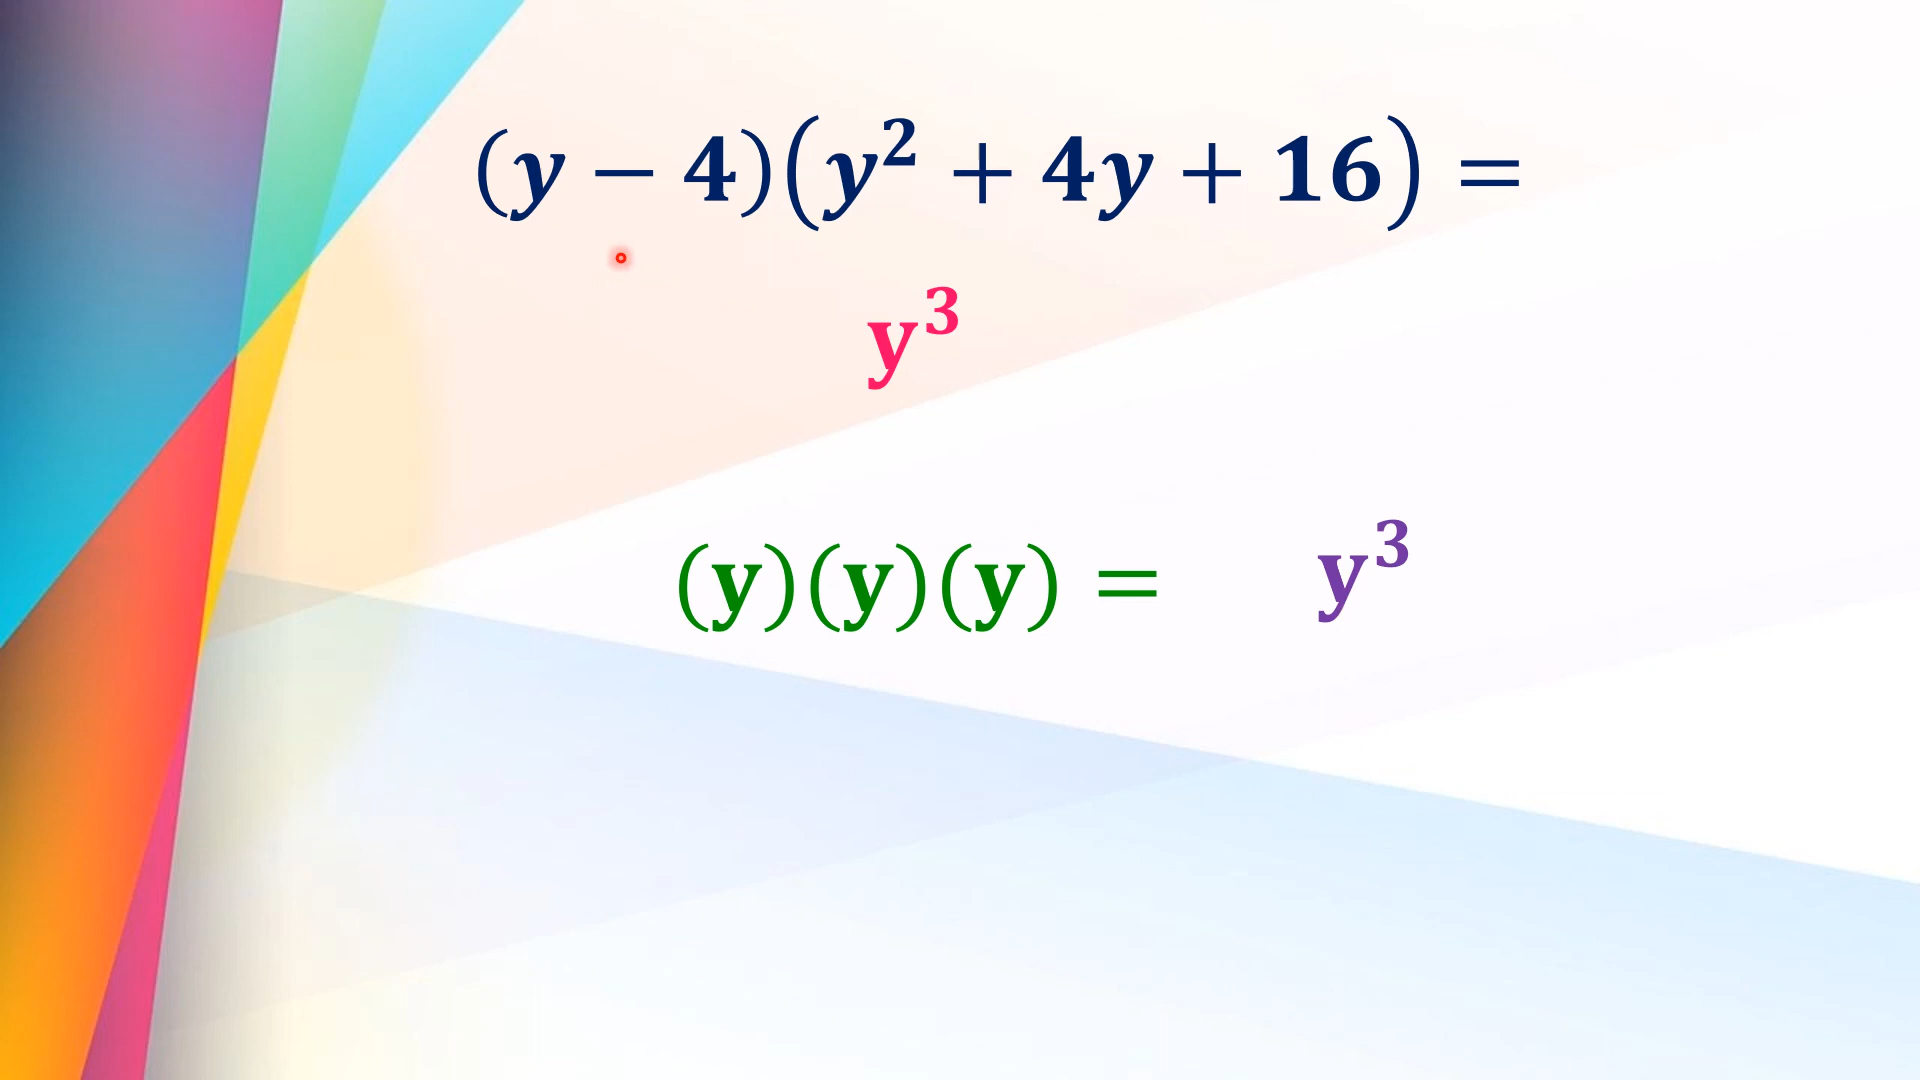 (y − 4)(y² + 4y + 16) =
y³
(y)(y)(y) = y³